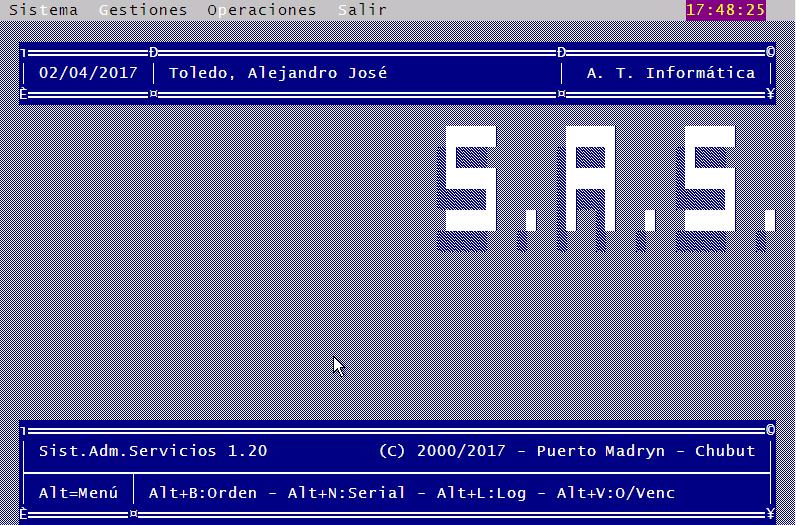 Sistema Gestiones Operaciones Salir 17:48:25
02/04/2017 Toledo, Alejandro José A. T. Informática
S.A.S.
Sist.Adm.Servicios 1.20 (C) 2000/2017 - Puerto Madryn - Chubut
Alt=Menú Alt+B:Orden - Alt+N:Serial - Alt+L:Log - Alt+V:O/Venc